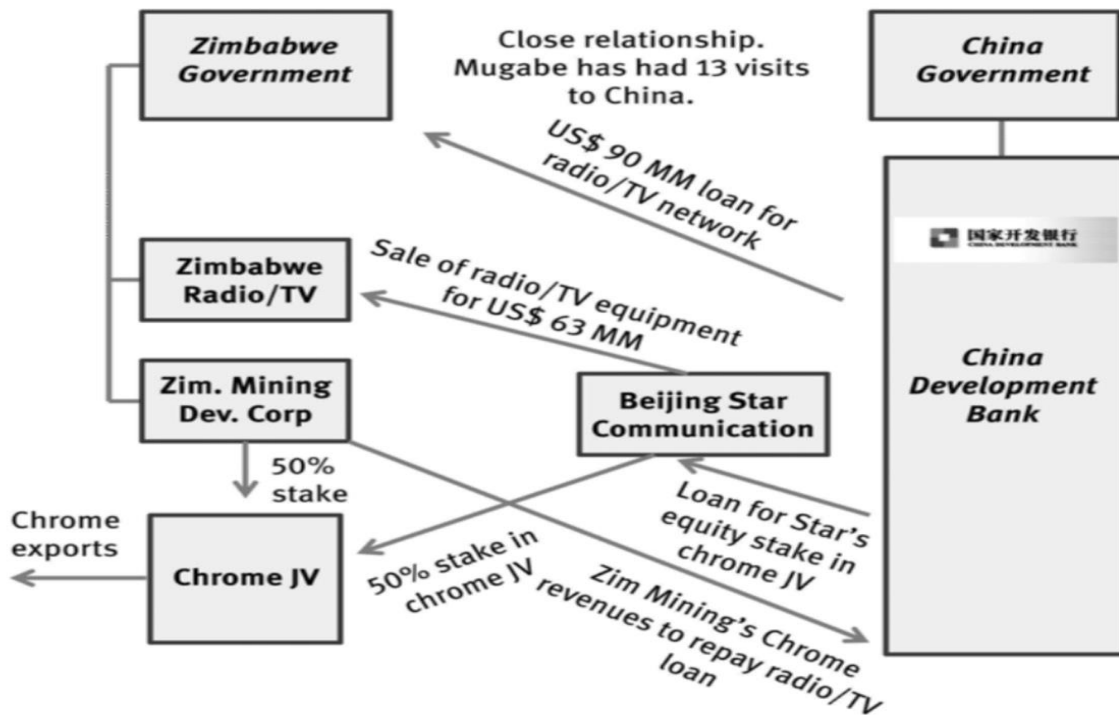 Zimbabwe
Government
Close relationship.
Mugabe has had 13 visits
to China.
China
Government
US$ 90 MM loan for
radio/TV network
国家开发银行
CHINA DEVELOPMENT BANK
Zimbabwe
Radio/TV
Sale of radio/TV equipment
for US$ 63 MM
China
Development
Bank
Zim. Mining
Dev. Corp
Beijing Star
Communication
50%
stake
Loan for Star's
equity stake in
chrome JV
Chrome
exports
Chrome JV
50% stake in
chrome JV
Zim Mining's Chrome
revenues to repay radio/TV
loan